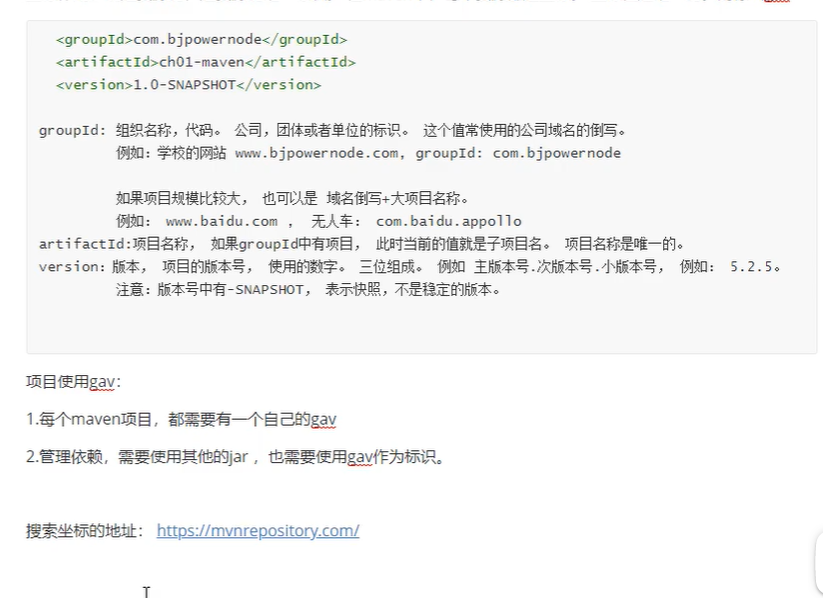 <groupId>com.bjpowernode</groupId>
<artifactId>ch01-maven</artifactId>
<version>1.0-SNAPSHOT</version>
groupId: 组织名称，代码。 公司，团体或者单位的标识。 这个值常使用的公司域名的倒写。
例如：学校的网站 www.bjpowernode.com, groupId: com.bjpowernode
如果项目规模比较大， 也可以是 域名倒写+大项目名称。
例如： www.baidu.com ， 无人车： com.baidu.appollo
artifactId:项目名称， 如果groupId中有项目， 此时当前的值就是子项目名。 项目名称是唯一的。
version：版本， 项目的版本号， 使用的数字。 三位组成。 例如 主版本号.次版本号.小版本号， 例如： 5.2.5。
注意：版本号中有-SNAPSHOT， 表示快照，不是稳定的版本。
项目使用gav：
1.每个maven项目，都需要有一个自己的gav
2.管理依赖，需要使用其他的jar ，也需要使用gav作为标识。
搜索坐标的地址： https://mvnrepository.com/